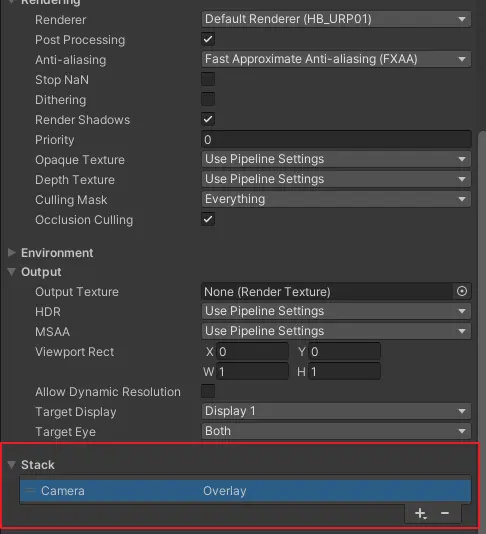 Rendering
Renderer Default Renderer (HB_URP01)
Post Processing
Anti-aliasing Fast Approximate Anti-aliasing (FXAA)
Stop NaN
Dithering
Render Shadows
Priority 0
Opaque Texture Use Pipeline Settings
Depth Texture Use Pipeline Settings
Culling Mask Everything
Occlusion Culling
Environment
Output
Output Texture None (Render Texture)
HDR Use Pipeline Settings
MSAA Use Pipeline Settings
Viewport Rect X 0 Y 0
W 1 H 1
Allow Dynamic Resolution
Target Display Display 1
Target Eye Both
Stack
Camera Overlay